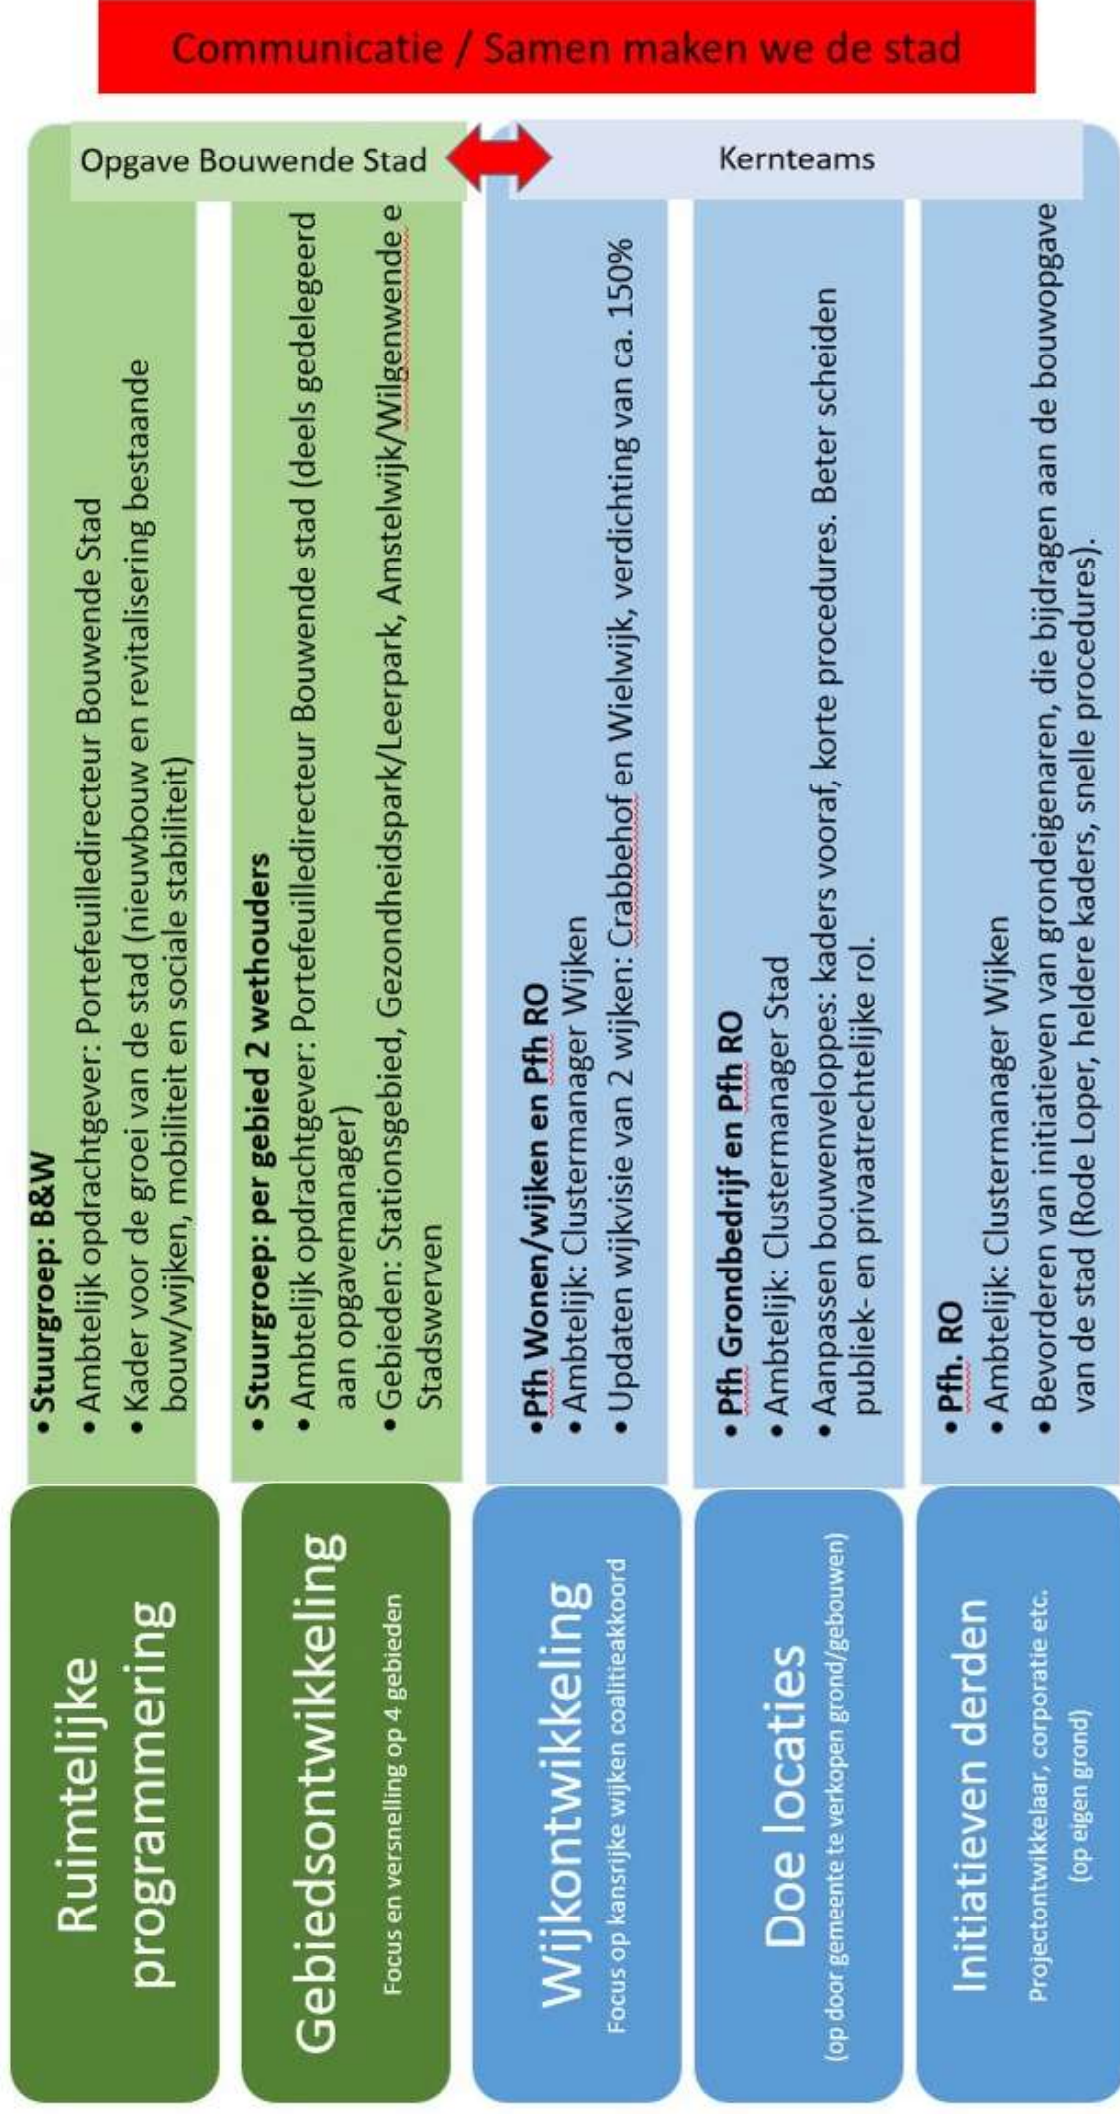 Communicatie / Samen maken we de stad
Opgave Bouwende Stad
Kernteams
Ruimtelijke
programmering
• Stuurgroep: B&W
• Ambtelijk opdrachtgever: Portefeuilledirecteur Bouwende Stad
• Kader voor de groei van de stad (nieuwbouw en revitalisering bestaande
bouw/wijken, mobiliteit en sociale stabiliteit)
Gebiedsontwikkeling
Focus en versnelling op 4 gebieden
• Stuurgroep: per gebied 2 wethouders
• Ambtelijk opdrachtgever: Portefeuilledirecteur Bouwende stad (deels gedelegeerd
aan opgavemanager)
• Gebieden: Stationsgebied, Gezondheidspark/Leerpark, Amstelwijk/Wilgenwende e
Stadswerven
Wijkontwikkeling
Focus op kansrijke wijken coalitieakkoord
•Pfh Wonen/wijken en Pfh RO
• Ambtelijk: Clustermanager Wijken
• Updaten wijkvisie van 2 wijken: Crabbehof en Wielwijk, verdichting van ca. 150%
Doe locaties
(op door gemeente te verkopen grond/gebouwen)
• Pfh Grondbedrijf en Pfh RO
• Ambtelijk: Clustermanager Stad
• Aanpassen bouwenveloppes: kaders vooraf, korte procedures. Beter scheiden
publiek- en privaatrechtelijke rol.
Initiatieven derden
Projectontwikkelaar, corporatie etc.
(op eigen grond)
• Pfh. RO
• Ambtelijk: Clustermanager Wijken
• Bevorderen van initiatieven van grondeigenaren, die bijdragen aan de bouwopgave
van de stad (Rode Loper, heldere kaders, snelle procedures).